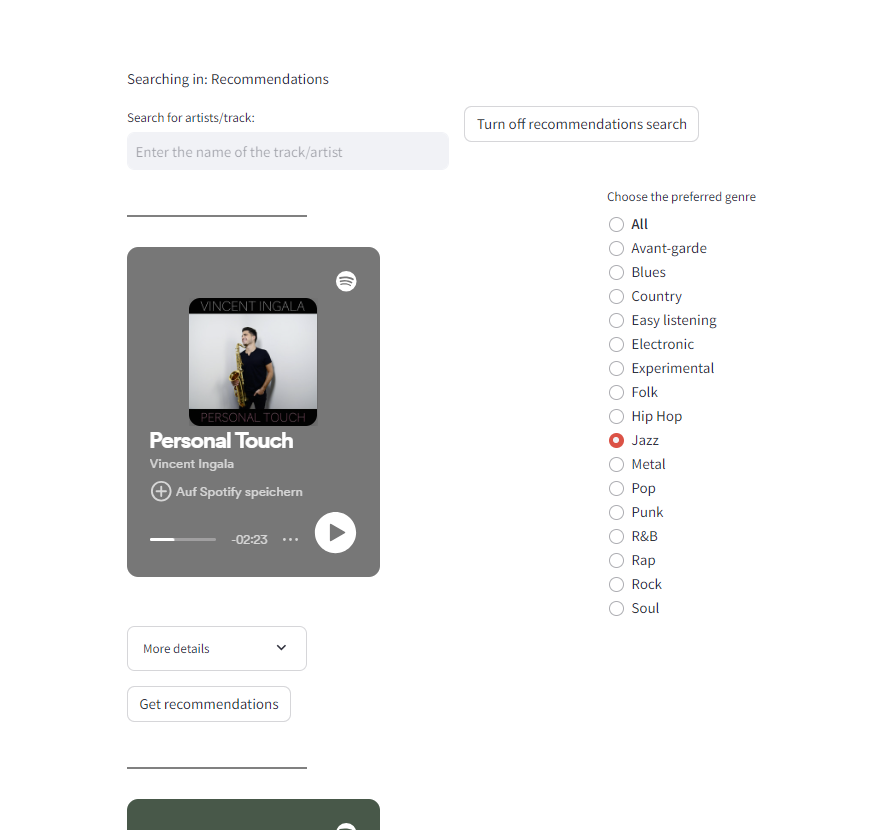 Searching in: Recommendations
Search for artists/track:
Enter the name of the track/artist
Turn off recommendations search
Choose the preferred genre
All
Avant-garde
Blues
Country
Easy listening
Electronic
Experimental
Folk
Hip Hop
Jazz
Metal
Pop
Punk
R&B
Rap
Rock
Soul
VINCENT INGALA
PERSONAL TOUCH
Personal Touch
Vincent Ingala
Auf Spotify speichern
-02:23
More details
Get recommendations